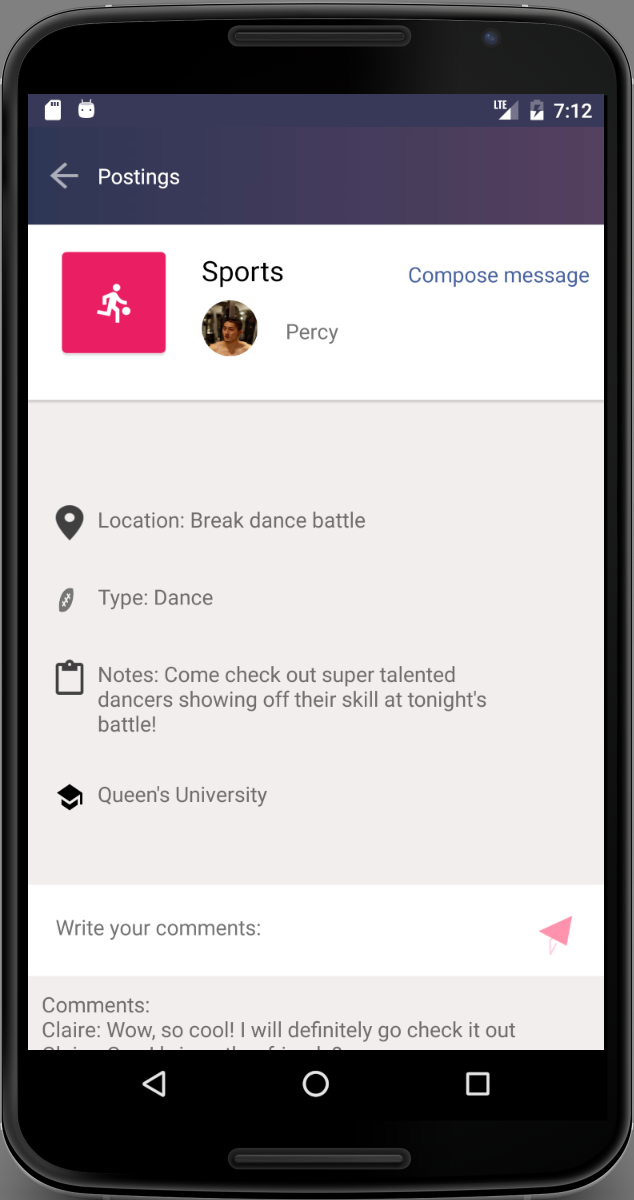 LTE 7:12
Postings
Sports
Compose message
Percy
Location: Break dance battle
Type: Dance
Notes: Come check out super talented
dancers showing off their skill at tonight's
battle!
Queen's University
Write your comments:
Comments:
Claire: Wow, so cool! I will definitely go check it out